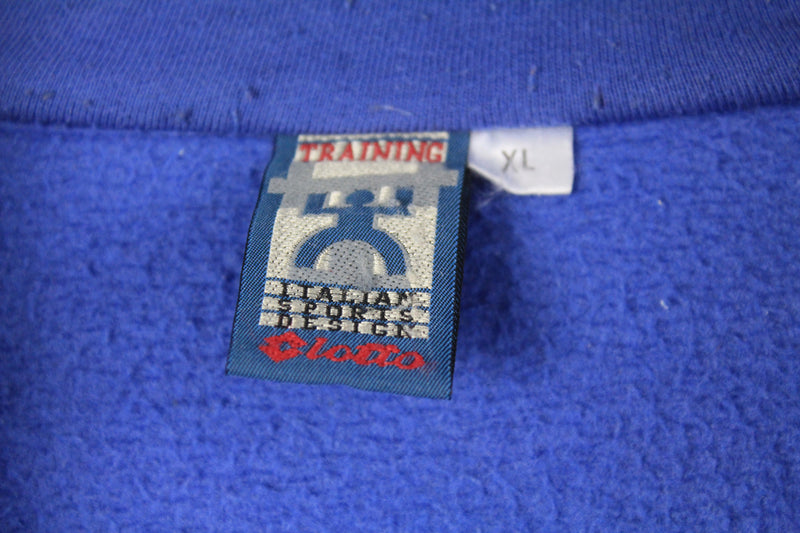 TRAINING
XL
ITALIAN
SPORTS
DESIGN
lotto